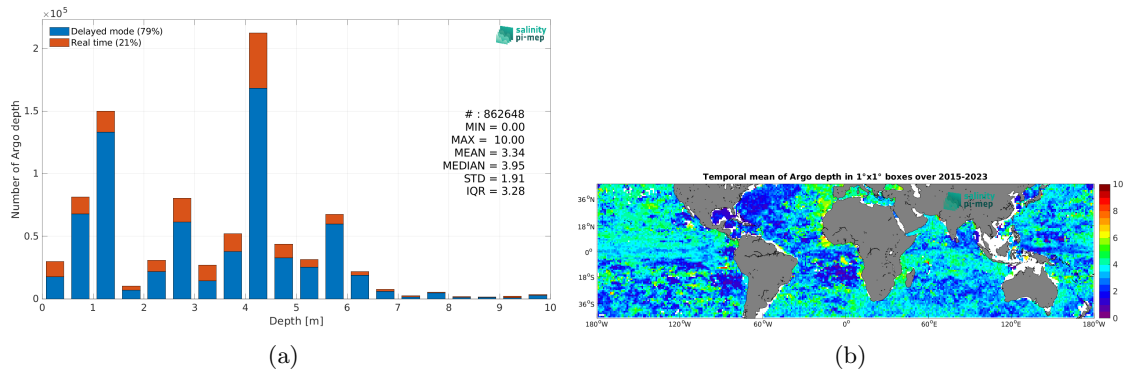 ×10⁵
Delayed mode (79%)
Real time (21%)
salinity
pi-mep
Number of Argo depth
2
1.5
1
0.5
0
# : 862648
MIN = 0.00
MAX = 10.00
MEAN = 3.34
MEDIAN = 3.95
STD = 1.91
IQR = 3.28
0 1 2 3 4 5 6 7 8 9 10
Depth [m]
(a)
Temporal mean of Argo depth in 1°x1° boxes over 2015-2023
salinity
pi-mep
36°N
18°N
0°
18°S
36°S
180°W 120°W 60°W 0° 60°E 120°E 180°W
10
8
6
4
2
0
(b)